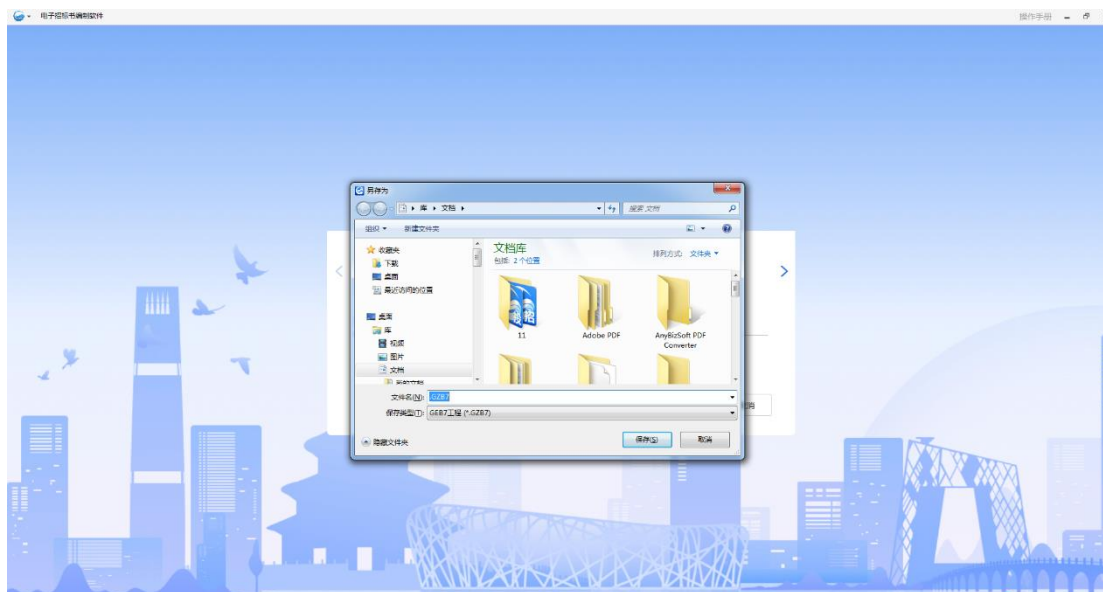 电子招标书编制软件
操作手册
另存为
库 文档
搜索 文档
组织 新建文件夹
收藏夹
下载
桌面
最近访问的位置
桌面
库
视频
图片
文档
新的文档
文档库
包括: 2 个位置
排列方式: 文件夹
11
Adobe PDF
AnyBizSoft PDF Converter
文件名(N): .GZB7
保存类型(T): GEB7工程 (*.GZB7)
隐藏文件夹
保存(S)
取消